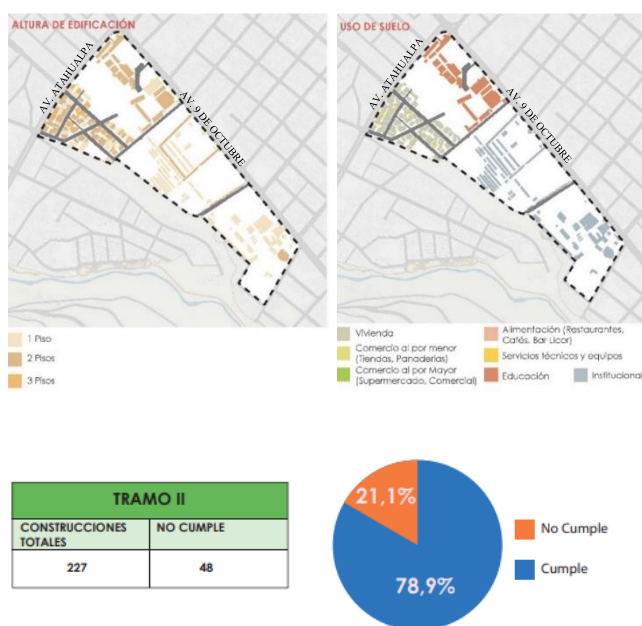 ALTURA DE EDIFICACIÓN
AV. ATAHUALPA
AV. 9 DE OCTUBRE
1 Piso
2 Pisos
3 Pisos
USO DE SUELO
AV. ATAHUALPA
AV. 9 DE OCTUBRE
Vivienda
Comercio al por menor
(Tiendas, Panaderías)
Comercio al por Mayor
(Supermercado, Comercial)
Alimentación (Restaurantes,
Cafés, Bar Licor)
Servicios técnicos y equipos
Educación
Institucional
TRAMO II
CONSTRUCCIONES
TOTALES
NO CUMPLE
227
48
21,1%
78,9%
No Cumple
Cumple